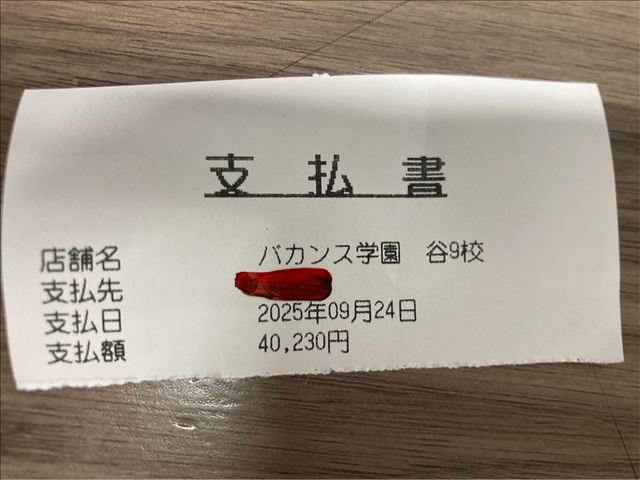 支払書
店舗名 バカンス学園 谷9校
支払先
支払日 2025年09月24日
支払額 40,230円